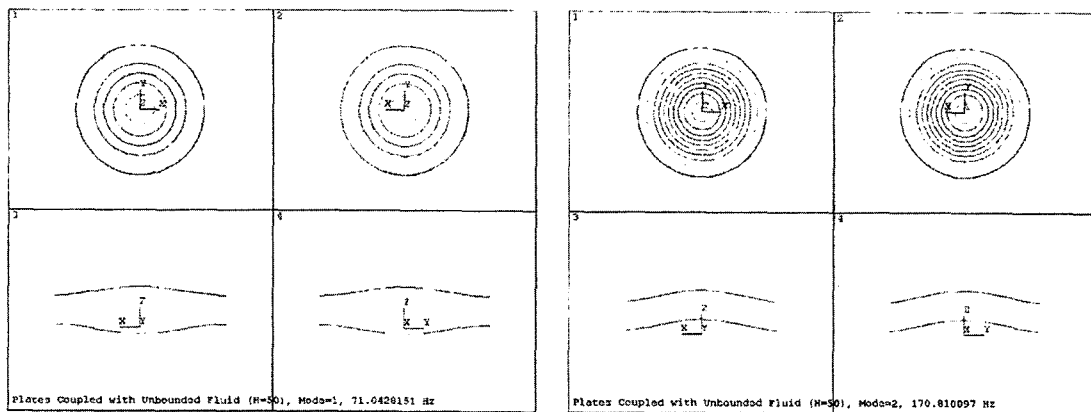 1
2
Y
Z X
Y
X Z
3
4
Z
X Y
Z
X Y
Plates Coupled with Unbounded Fluid (H=50), Mode=1, 71.0428151 Hz
1
2
Y
Y
X
3
4
Z
X Y
Z
X Y
Plates Coupled with Unbounded Fluid (H=50), Mode=2, 170.810097 Hz